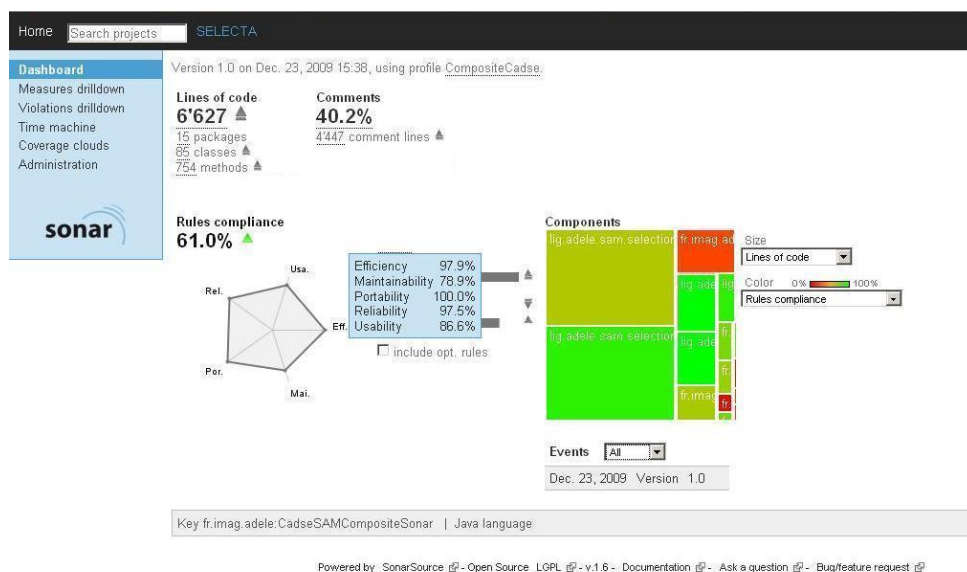 Home Search projects SELECTA
Dashboard
Measures drilldown
Violations drilldown
Time machine
Coverage clouds
Administration
sonar
Version 1.0 on Dec. 23, 2009 15:38, using profile CompositeCadse.
Lines of code
6'627
15 packages
85 classes
754 methods
Comments
40.2%
4'447 comment lines
Rules compliance
61.0%
Usa.
Rel.
Eff.
Por.
Mai.
Efficiency 97.9%
Maintainability 78.9%
Portability 100.0%
Reliability 97.5%
Usability 86.6%
include opt. rules
Components
lig.adele.sam.selection
fr.imag.ad
lig.ade
lig
lig.adele.sam.selection
lig.ade
fr.
fr.
fr.imag
fr.
Size
Lines of code
Color 0% 100%
Rules compliance
Events All
Dec. 23, 2009 Version 1.0
Key fr.imag.adele:CadseSAMCompositeSonar | Java language
Powered by SonarSource - Open Source LGPL - v.1.6 - Documentation - Ask a question - Bug/feature request